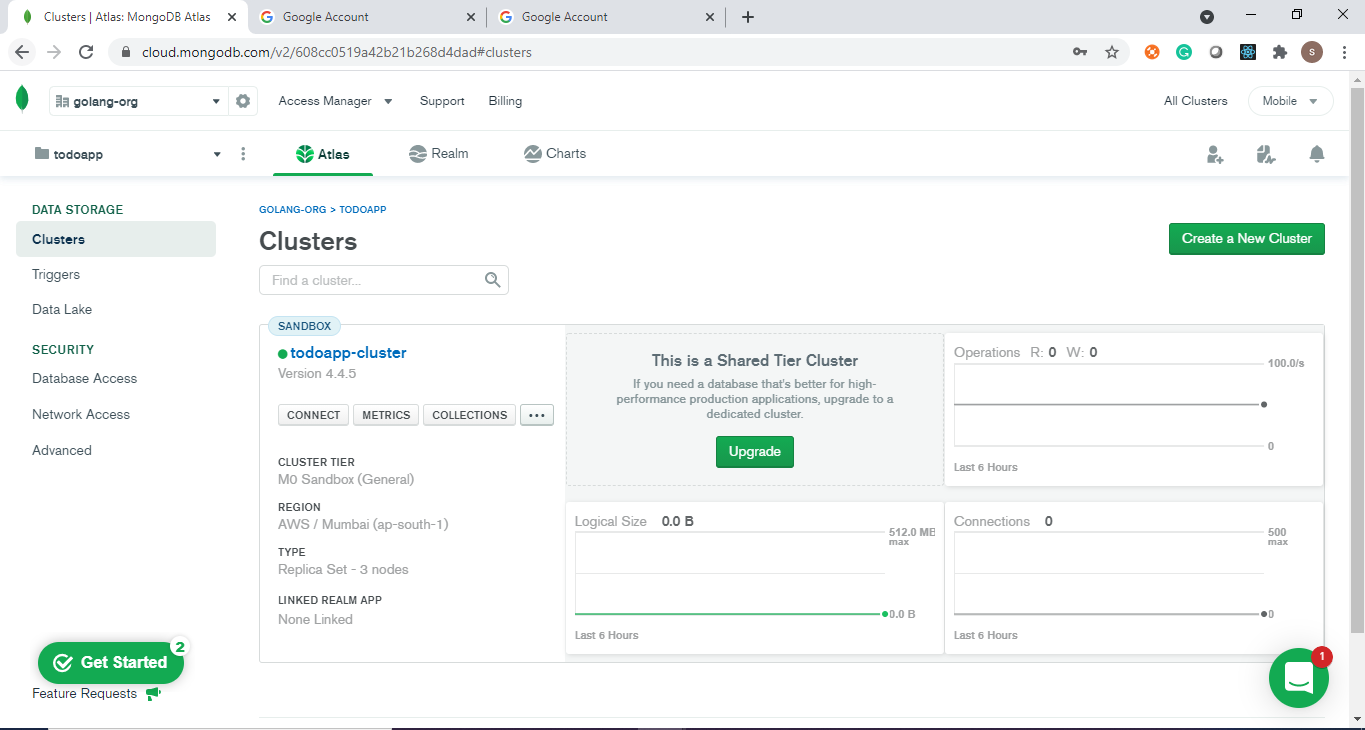 Clusters | Atlas: MongoDB Atlas
Google Account
Google Account
cloud.mongodb.com/v2/608cc0519a42b21b268d4dad#clusters
S
golang-org
Access Manager
Support
Billing
All Clusters
Mobile
todoapp
Atlas
Realm
Charts
DATA STORAGE
Clusters
Triggers
Data Lake
SECURITY
Database Access
Network Access
Advanced
Get Started
2
Feature Requests
GOLANG-ORG > TODOAPP
Clusters
Create a New Cluster
Find a cluster...
SANDBOX
todoapp-cluster
Version 4.4.5
CONNECT
METRICS
COLLECTIONS
...
CLUSTER TIER
M0 Sandbox (General)
REGION
AWS / Mumbai (ap-south-1)
TYPE
Replica Set - 3 nodes
LINKED REALM APP
None Linked
This is a Shared Tier Cluster
If you need a database that's better for high-
performance production applications, upgrade to a
dedicated cluster.
Upgrade
Operations R: 0 W: 0
100.0/s
0
Last 6 Hours
Logical Size 0.0 B
512.0 MB
max
0.0 B
Last 6 Hours
Connections 0
500
max
0
Last 6 Hours
1